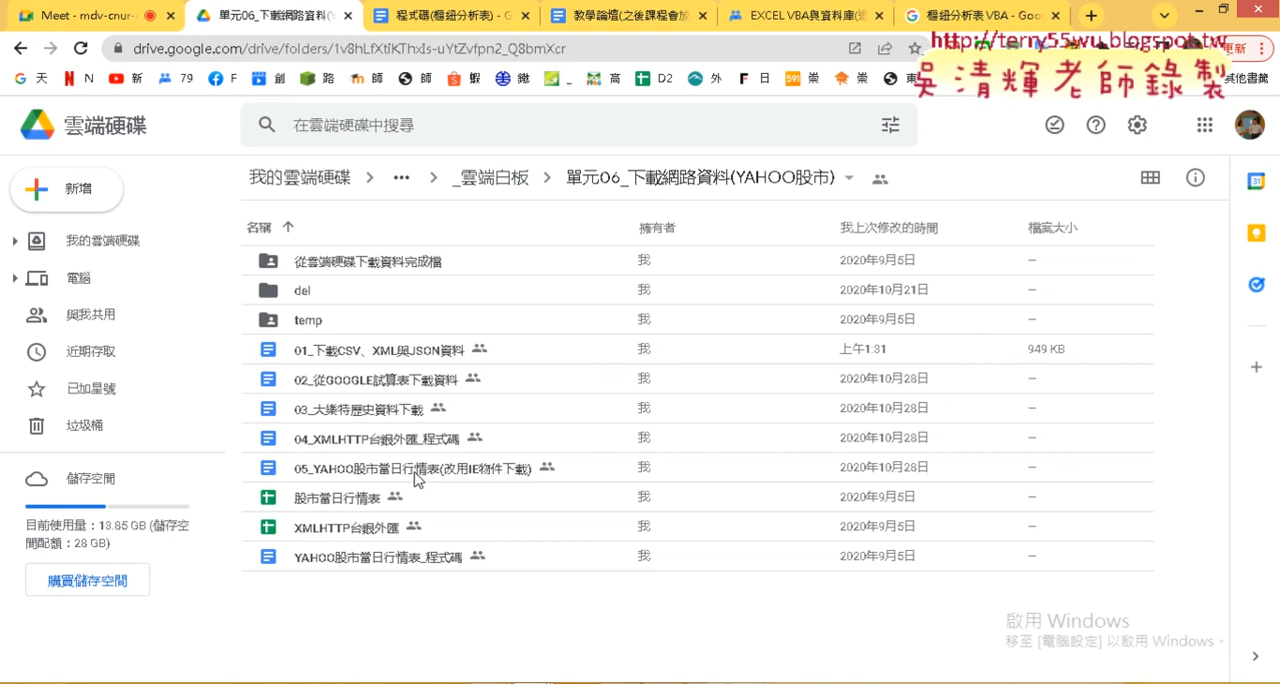 Meet - mdv-cnur-
單元06_下載網路資料(Y
程式碼(樞紐分析表) - G
教學論壇(之後課程會放
EXCEL VBA與資料庫(進
樞紐分析表 VBA - Goo
drive.google.com/drive/folders/1v8hLfXtiKThxIs-uYtZvfpn2_Q8bmXcr
更新
http://terry55wu.blogspot.tw
吳清輝老師錄製
天 N 新 79 F 創 路 師 師 蝦 緻 高 D2 外 日 崇 崇 東 其他書籤
雲端硬碟
在雲端硬碟中搜尋
新增
我的雲端硬碟
電腦
與我共用
近期存取
已加星號
垃圾桶
儲存空間
目前使用量：13.85 GB (儲存空
間配額：28 GB)
購買儲存空間
我的雲端硬碟 > ••• > _雲端白板 > 單元06_下載網路資料(YAHOO股市)
名稱 擁有者 我上次修改的時間 檔案大小
從雲端硬碟下載資料完成檔 我 2020年9月5日 –
del 我 2020年10月21日 –
temp 我 2020年9月5日 –
01_下載CSV、XML與JSON資料 我 上午1:31 949 KB
02_從GOOGLE試算表下載資料 我 2020年10月28日 –
03_大樂特歷史資料下載 我 2020年10月28日 –
04_XMLHTTP台銀外匯_程式碼 我 2020年10月28日 –
05_YAHOO股市當日行情表(改用IE物件下載) 我 2020年10月28日 –
股市當日行情表 我 2020年9月5日 –
XMLHTTP台銀外匯 我 2020年9月5日 –
YAHOO股市當日行情表_程式碼 我 2020年9月5日 –
啟用 Windows
移至 [電腦設定] 以啟用 Windows。